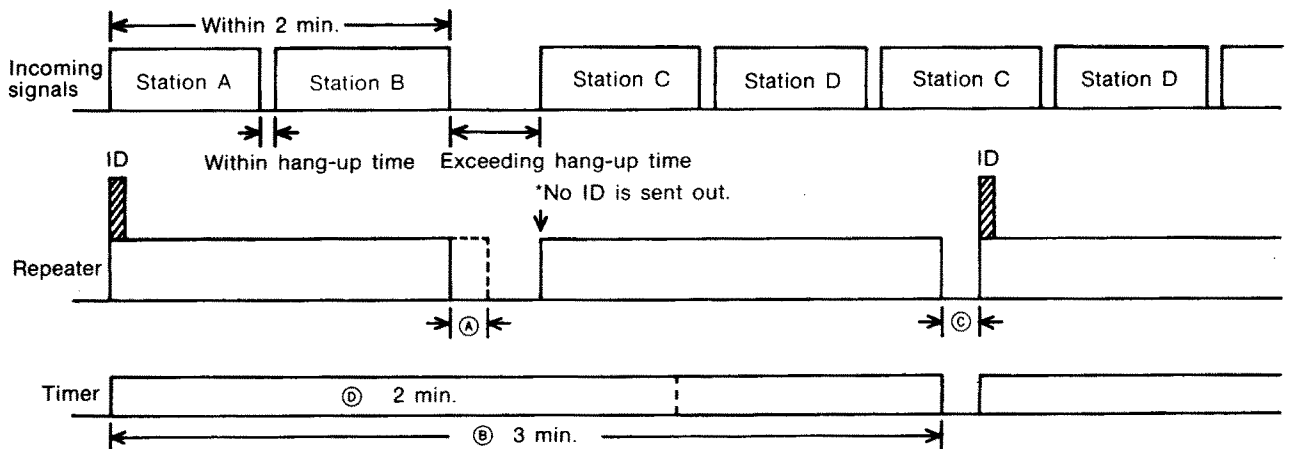 Within 2 min.
Incoming
signals
Station A
Station B
Station C
Station D
Station C
Station D
Within hang-up time
Exceeding hang-up time
ID
*No ID is sent out.
ID
Repeater
Ⓐ
Ⓒ
Timer
Ⓓ 2 min.
Ⓑ 3 min.